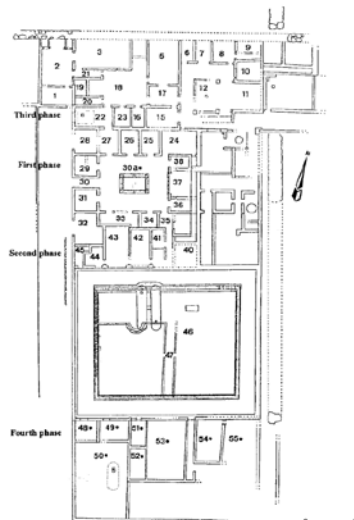 3 5 6 7 8 9
2 10
21
1 19 18 17 12 11
20
Third phase 22 23 16 15
28 27 26 25 24
First phase 30a* 38
29
30 37
31
36
32 33 34 35
43 42 41
Second phase 45 44 40
46
47
48* 49* 51*
Fourth phase 53* 54* 55*
50* 52*